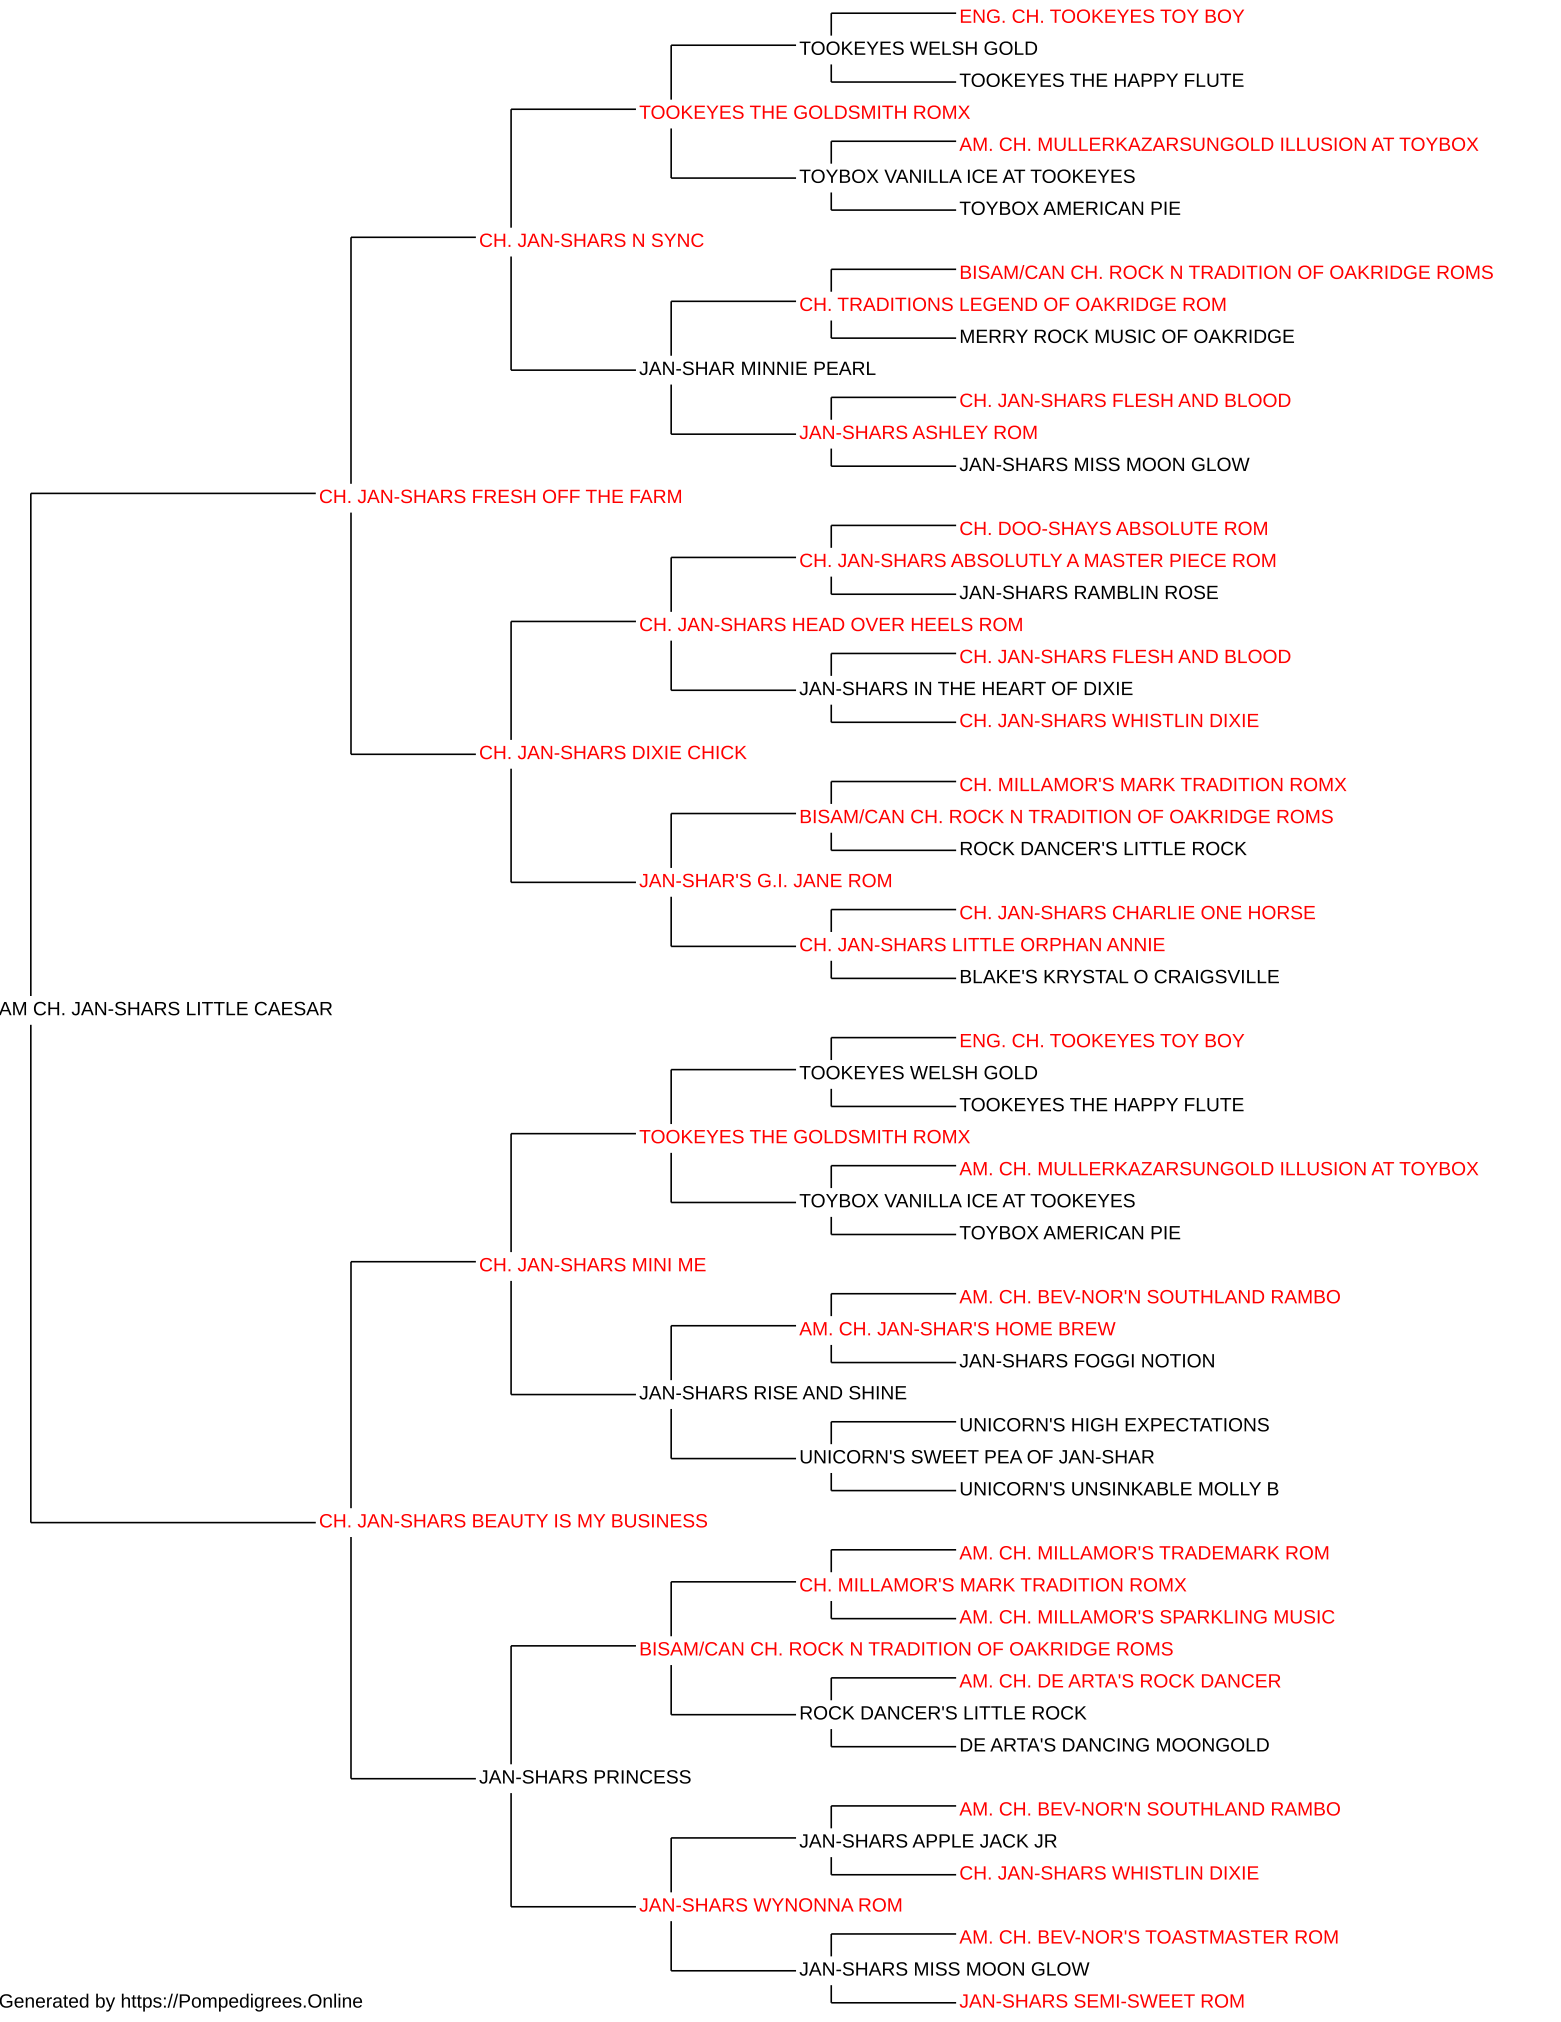 ENG. CH. TOOKEYES TOY BOY
TOOKEYES WELSH GOLD
TOOKEYES THE HAPPY FLUTE
TOOKEYES THE GOLDSMITH ROMX
AM. CH. MULLERKAZARSUNGOLD ILLUSION AT TOYBOX
TOYBOX VANILLA ICE AT TOOKEYES
TOYBOX AMERICAN PIE
CH. JAN-SHARS N SYNC
BISAM/CAN CH. ROCK N TRADITION OF OAKRIDGE ROMS
CH. TRADITIONS LEGEND OF OAKRIDGE ROM
MERRY ROCK MUSIC OF OAKRIDGE
JAN-SHAR MINNIE PEARL
CH. JAN-SHARS FLESH AND BLOOD
JAN-SHARS ASHLEY ROM
JAN-SHARS MISS MOON GLOW
CH. JAN-SHARS FRESH OFF THE FARM
CH. DOO-SHAYS ABSOLUTE ROM
CH. JAN-SHARS ABSOLUTLY A MASTER PIECE ROM
JAN-SHARS RAMBLIN ROSE
CH. JAN-SHARS HEAD OVER HEELS ROM
CH. JAN-SHARS FLESH AND BLOOD
JAN-SHARS IN THE HEART OF DIXIE
CH. JAN-SHARS WHISTLIN DIXIE
CH. JAN-SHARS DIXIE CHICK
CH. MILLAMOR'S MARK TRADITION ROMX
BISAM/CAN CH. ROCK N TRADITION OF OAKRIDGE ROMS
ROCK DANCER'S LITTLE ROCK
JAN-SHAR'S G.I. JANE ROM
CH. JAN-SHARS CHARLIE ONE HORSE
CH. JAN-SHARS LITTLE ORPHAN ANNIE
BLAKE'S KRYSTAL O CRAIGSVILLE
AM CH. JAN-SHARS LITTLE CAESAR
ENG. CH. TOOKEYES TOY BOY
TOOKEYES WELSH GOLD
TOOKEYES THE HAPPY FLUTE
TOOKEYES THE GOLDSMITH ROMX
AM. CH. MULLERKAZARSUNGOLD ILLUSION AT TOYBOX
TOYBOX VANILLA ICE AT TOOKEYES
TOYBOX AMERICAN PIE
CH. JAN-SHARS MINI ME
AM. CH. BEV-NOR'N SOUTHLAND RAMBO
AM. CH. JAN-SHAR'S HOME BREW
JAN-SHARS FOGGI NOTION
JAN-SHARS RISE AND SHINE
UNICORN'S HIGH EXPECTATIONS
UNICORN'S SWEET PEA OF JAN-SHAR
UNICORN'S UNSINKABLE MOLLY B
CH. JAN-SHARS BEAUTY IS MY BUSINESS
AM. CH. MILLAMOR'S TRADEMARK ROM
CH. MILLAMOR'S MARK TRADITION ROMX
AM. CH. MILLAMOR'S SPARKLING MUSIC
BISAM/CAN CH. ROCK N TRADITION OF OAKRIDGE ROMS
AM. CH. DE ARTA'S ROCK DANCER
ROCK DANCER'S LITTLE ROCK
DE ARTA'S DANCING MOONGOLD
JAN-SHARS PRINCESS
AM. CH. BEV-NOR'N SOUTHLAND RAMBO
JAN-SHARS APPLE JACK JR
CH. JAN-SHARS WHISTLIN DIXIE
JAN-SHARS WYNONNA ROM
AM. CH. BEV-NOR'S TOASTMASTER ROM
JAN-SHARS MISS MOON GLOW
JAN-SHARS SEMI-SWEET ROM
Generated by https://Pompedigrees.Online